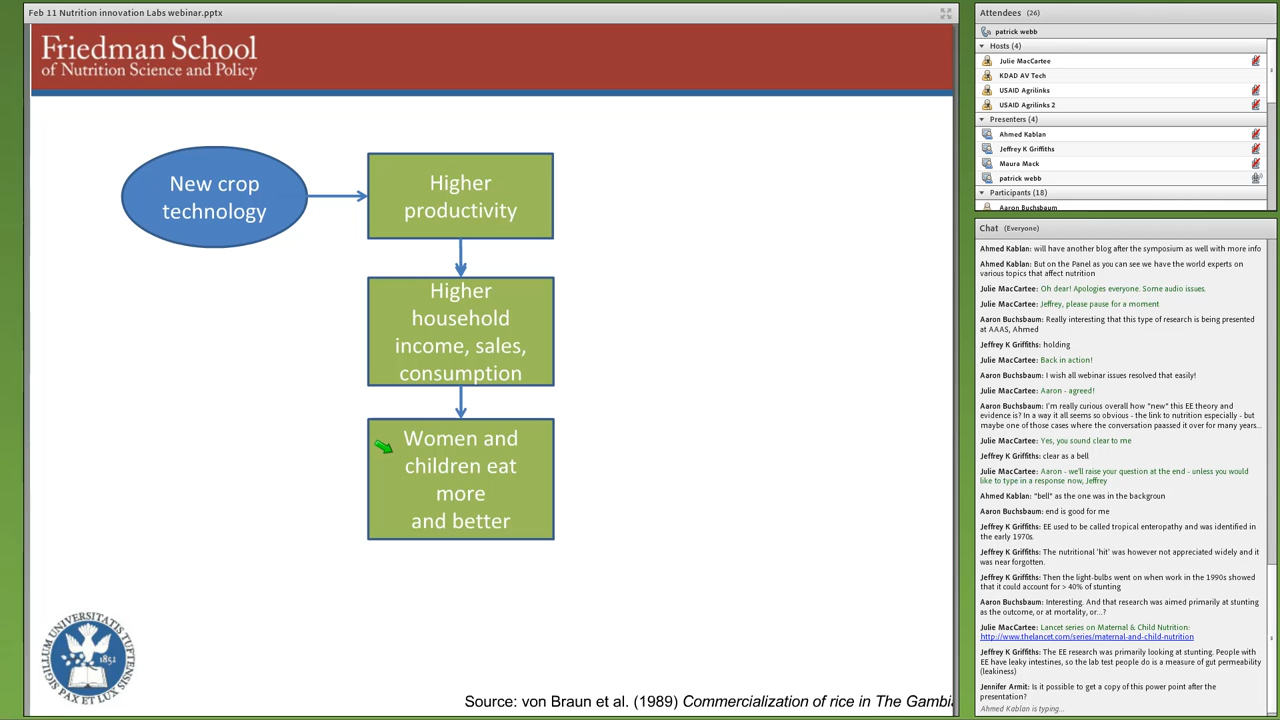 Feb 11 Nutrition innovation Labs webinar.pptx
Friedman School
of Nutrition Science and Policy
New crop
technology
Higher
productivity
Higher
household
income, sales,
consumption
Women and
children eat
more
and better
SIGILLUM UNIVERSITATIS TUFTENSIS
PAX ET LUX
1852
Source: von Braun et al. (1989) Commercialization of rice in The Gambi
Attendees (26)
patrick webb
Hosts (4)
Julie MacCartee
KDAD AV Tech
USAID Agrilinks
USAID Agrilinks 2
Presenters (4)
Ahmed Kablan
Jeffrey K Griffiths
Maura Mack
patrick webb
Participants (18)
Aaron Buchsbaum
Chat (Everyone)
Ahmed Kablan: will have another blog after the symposium as well with more info
Ahmed Kablan: But on the Panel as you can see we have the world experts on
various topics that affect nutrition
Julie MacCartee: Oh dear! Apologies everyone. Some audio issues.
Julie MacCartee: Jeffrey, please pause for a moment
Aaron Buchsbaum: Really interesting that this type of research is being presented
at AAAS, Ahmed
Jeffrey K Griffiths: holding
Julie MacCartee: Back in action!
Aaron Buchsbaum: I wish all webinar issues resolved that easily!
Julie MacCartee: Aaron - agreed!
Aaron Buchsbaum: I'm really curious overall how "new" this EE theory and
evidence is? In a way it all seems so obvious - the link to nutrition especially - but
maybe one of those cases where the conversation paassed it over for many years...
Julie MacCartee: Yes, you sound clear to me
Jeffrey K Griffiths: clear as a bell
Julie MacCartee: Aaron - we'll raise your question at the end - unless you would
like to type in a response now, Jeffrey
Ahmed Kablan: "bell" as the one was in the backgroun
Aaron Buchsbaum: end is good for me
Jeffrey K Griffiths: EE used to be called tropical enteropathy and was identified in
the early 1970s.
Jeffrey K Griffiths: The nutritional 'hit' was however not appreciated widely and it
was near forgotten.
Jeffrey K Griffiths: Then the light-bulbs went on when work in the 1990s showed
that it could account for > 40% of stunting
Aaron Buchsbaum: Interesting. And that research was aimed primarily at stunting
as the outcome, or at mortality, or...?
Julie MacCartee: Lancet series on Maternal & Child Nutrition:
http://www.thelancet.com/series/maternal-and-child-nutrition
Jeffrey K Griffiths: The EE research was primarily looking at stunting. People with
EE have leaky intestines, so the lab test people do is a measure of gut permeability
(leakiness)
Jennifer Armit: Is it possible to get a copy of this power point after the
presentation?
Ahmed Kablan is typing...